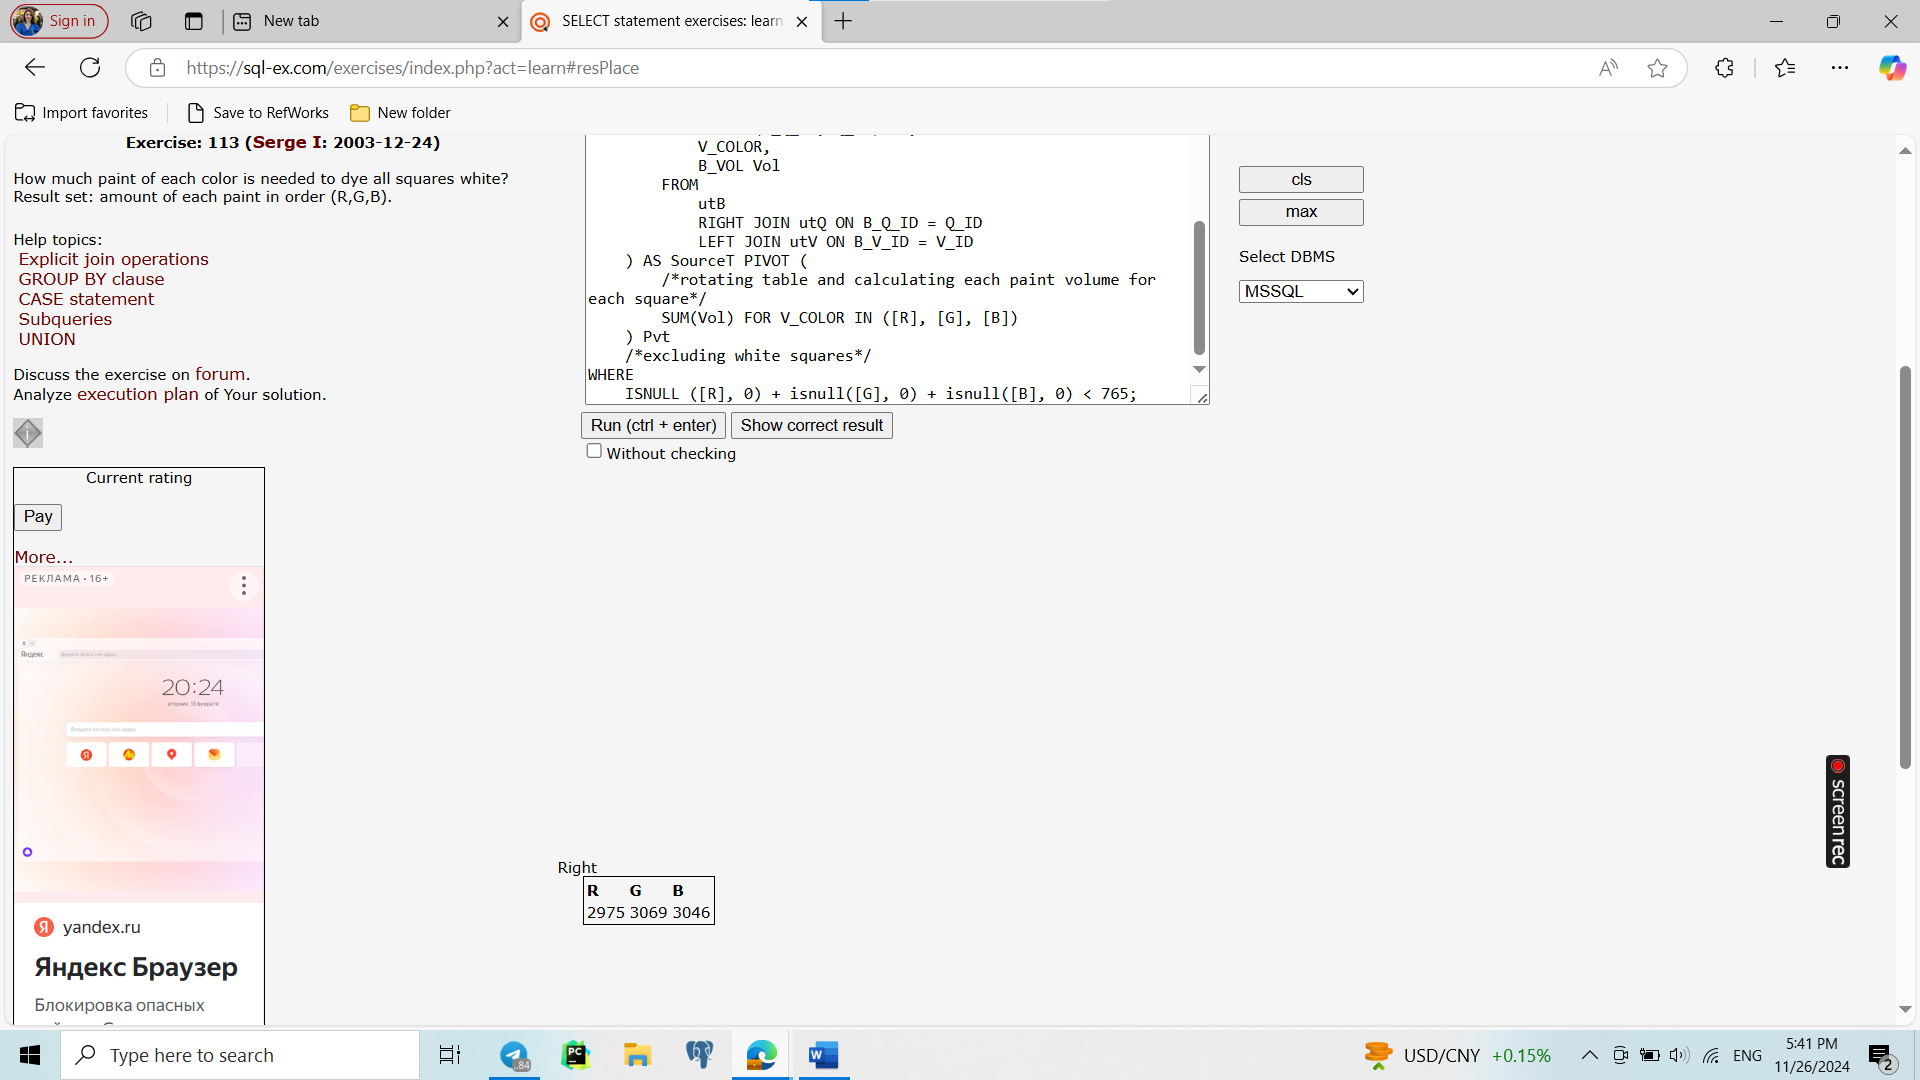 Sign in
New tab
SELECT statement exercises: learn
https://sql-ex.com/exercises/index.php?act=learn#resPlace
Import favorites
Save to RefWorks
New folder
Exercise: 113 (Serge I: 2003-12-24)
How much paint of each color is needed to dye all squares white?
Result set: amount of each paint in order (R,G,B).
Help topics:
Explicit join operations
GROUP BY clause
CASE statement
Subqueries
UNION
Discuss the exercise on forum.
Analyze execution plan of Your solution.
Current rating
Pay
More...
РЕКЛАМА • 16+
Яндекс
20:24
yandex.ru
Яндекс Браузер
Блокировка опасных
V_COLOR,
B_VOL Vol
FROM
utB
RIGHT JOIN utQ ON B_Q_ID = Q_ID
LEFT JOIN utV ON B_V_ID = V_ID
) AS SourceT PIVOT (
/*rotating table and calculating each paint volume for
each square*/
SUM(Vol) FOR V_COLOR IN ([R], [G], [B])
) Pvt
/*excluding white squares*/
WHERE
ISNULL ([R], 0) + isnull([G], 0) + isnull([B], 0) < 765;
Run (ctrl + enter)
Show correct result
Without checking
cls
max
Select DBMS
MSSQL
Right
R G B
2975 3069 3046
screenrec
Type here to search
84
PC
W
USD/CNY +0.15%
ENG
5:41 PM
11/26/2024
2